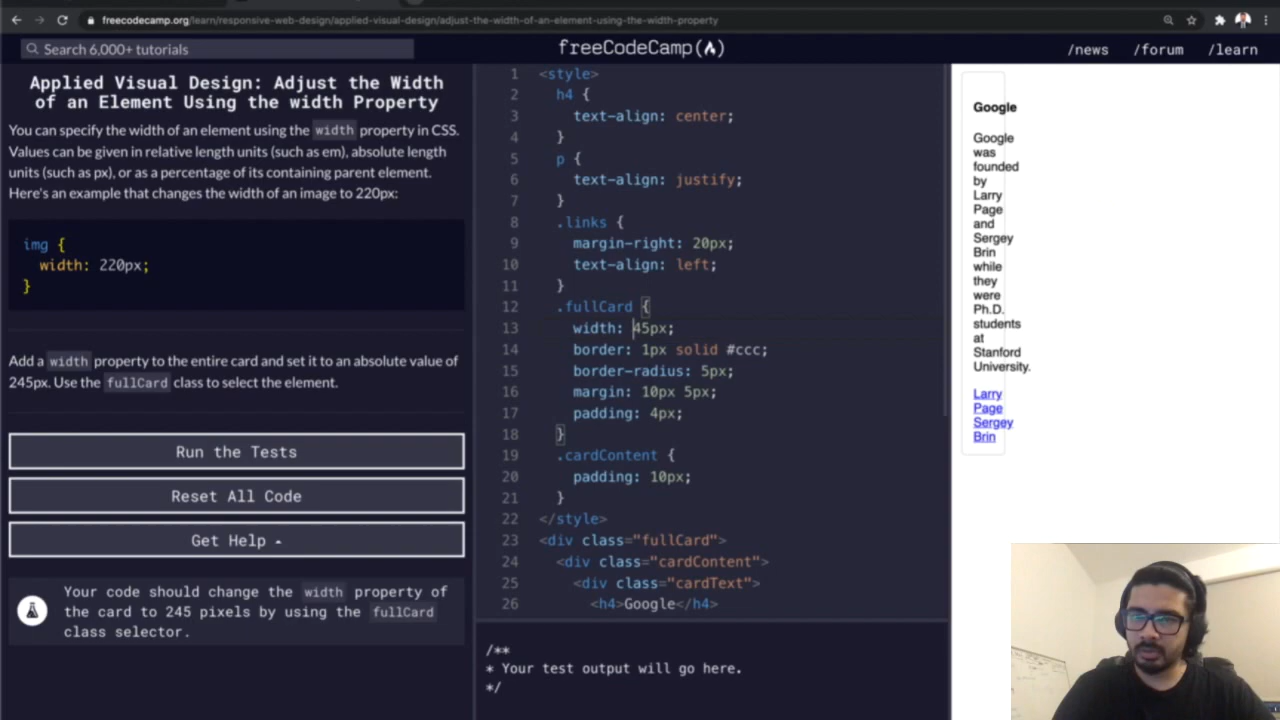 freecodecamp.org/learn/responsive-web-design/applied-visual-design/adjust-the-width-of-an-element-using-the-width-property
Search 6,000+ tutorials
freeCodeCamp
/news
/forum
/learn
Applied Visual Design: Adjust the Width
of an Element Using the width Property
You can specify the width of an element using the width property in CSS.
Values can be given in relative length units (such as em), absolute length
units (such as px), or as a percentage of its containing parent element.
Here's an example that changes the width of an image to 220px:
img {
width: 220px;
}
Add a width property to the entire card and set it to an absolute value of
245px. Use the fullCard class to select the element.
Run the Tests
Reset All Code
Get Help
Your code should change the width property of
the card to 245 pixels by using the fullCard
class selector.
1 <style>
2 h4 {
3 text-align: center;
4 }
5 p {
6 text-align: justify;
7 }
8 .links {
9 margin-right: 20px;
10 text-align: left;
11 }
12 .fullCard {
13 width: 45px;
14 border: 1px solid #ccc;
15 border-radius: 5px;
16 margin: 10px 5px;
17 padding: 4px;
18 }
19 .cardContent {
20 padding: 10px;
21 }
22 </style>
23 <div class="fullCard">
24 <div class="cardContent">
25 <div class="cardText">
26 <h4>Google</h4>
/**
* Your test output will go here.
*/
Google
Google
was
founded
by
Larry
Page
and
Sergey
Brin
while
they
were
Ph.D.
students
at
Stanford
University.
Larry
Page
Sergey
Brin